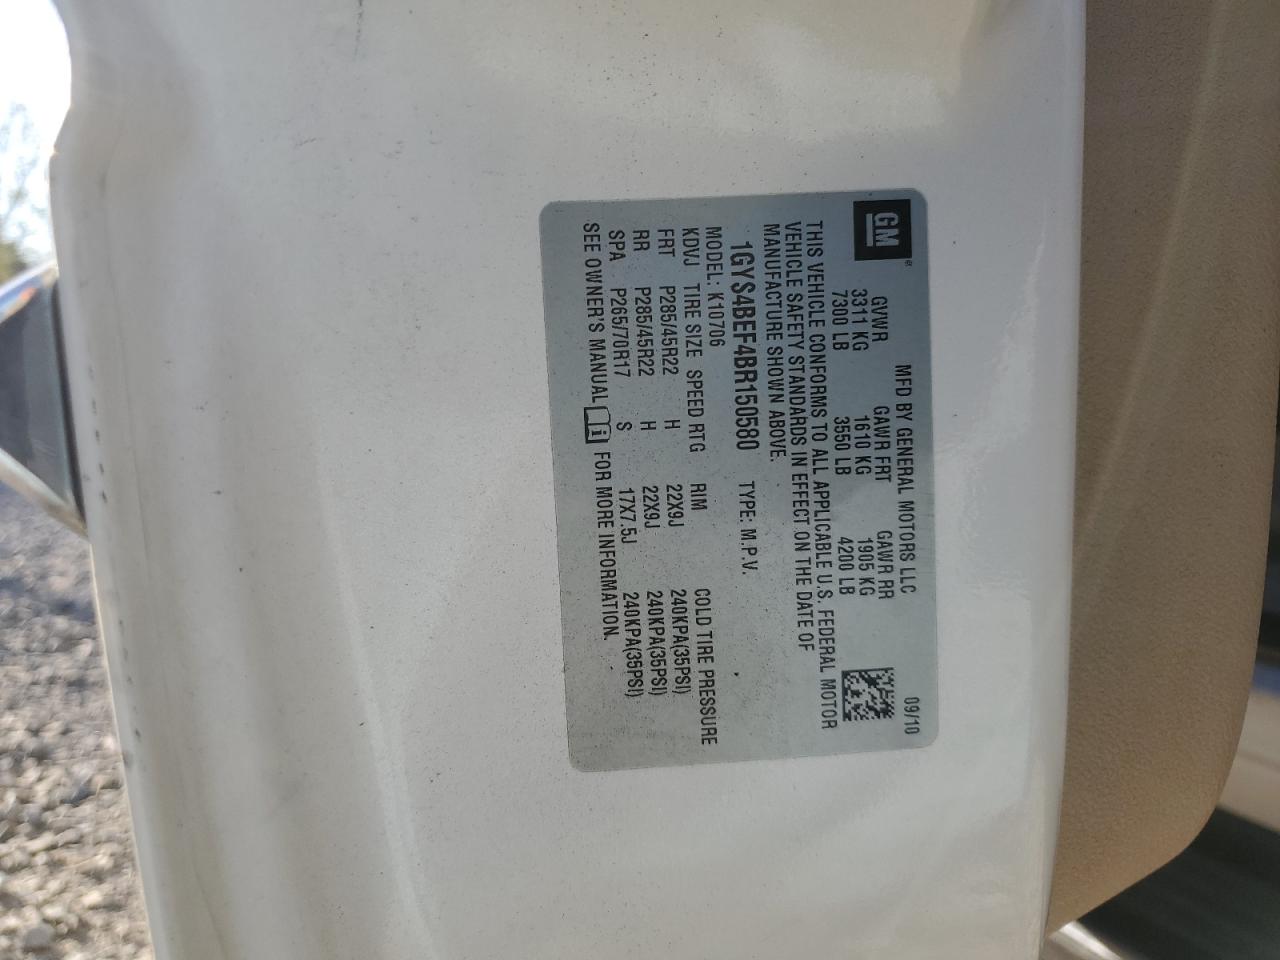 GM®
MFD BY GENERAL MOTORS LLC 09/10
GVWR GAWR FRT GAWR RR
3311 KG 1610 KG 1905 KG
7300 LB 3550 LB 4200 LB
THIS VEHICLE CONFORMS TO ALL APPLICABLE U.S. FEDERAL MOTOR
VEHICLE SAFETY STANDARDS IN EFFECT ON THE DATE OF
MANUFACTURE SHOWN ABOVE.
1GYS4BEF4BR150580 TYPE: M.P.V.
MODEL: K10706
KDVJ TIRE SIZE SPEED RTG RIM COLD TIRE PRESSURE
FRT P285/45R22 H 22X9J 240KPA(35PSI)
RR P285/45R22 H 22X9J 240KPA(35PSI)
SPA P265/70R17 S 17X7.5J 240KPA(35PSI)
SEE OWNER'S MANUAL i FOR MORE INFORMATION.